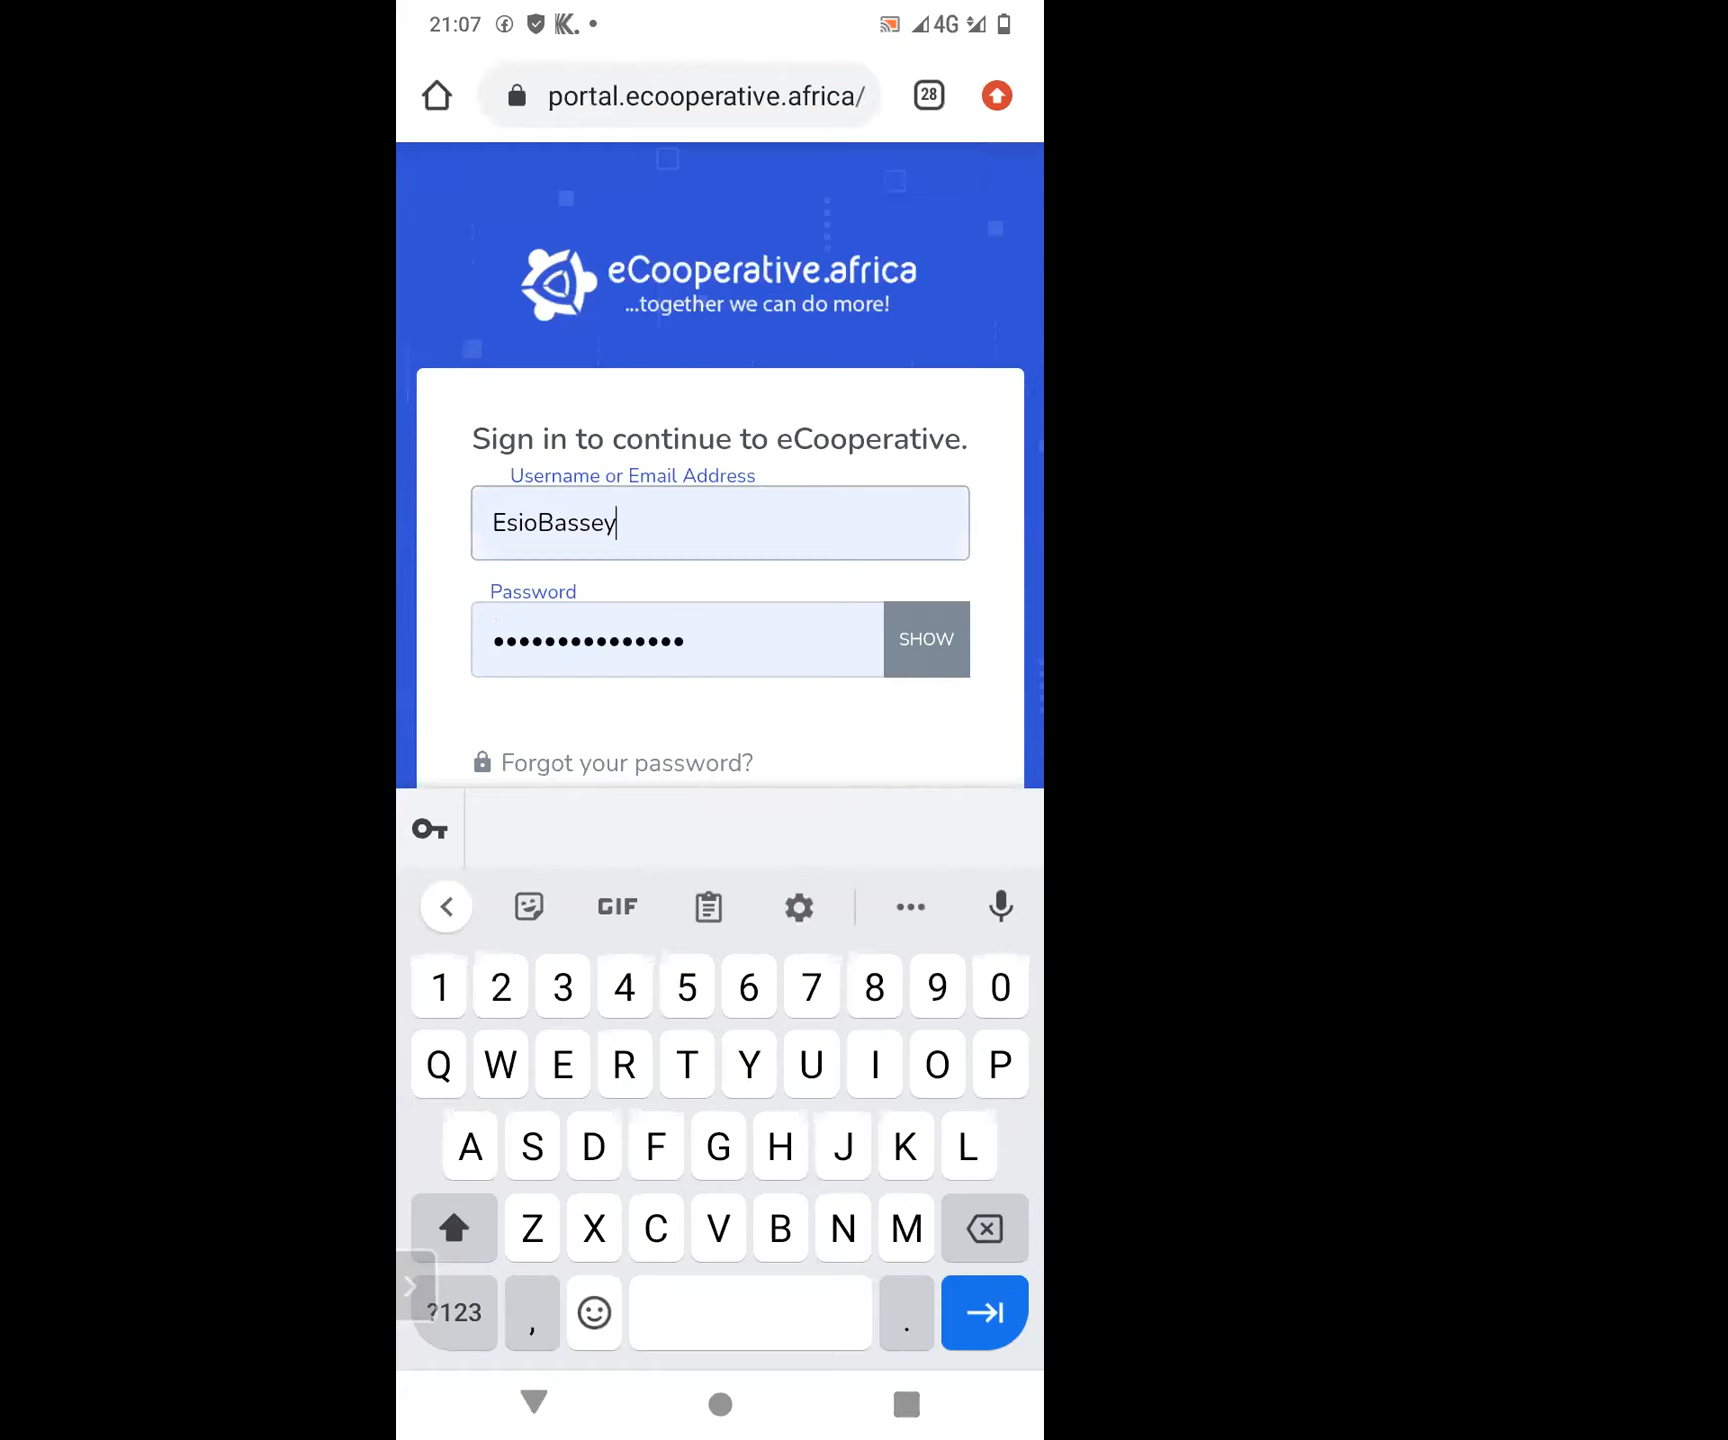 21:07
4G
portal.ecooperative.africa/
28
eCooperative.africa
...together we can do more!
Sign in to continue to eCooperative.
Username or Email Address
EsioBassey
Password
•••••••••••••••
SHOW
Forgot your password?
GIF
1 2 3 4 5 6 7 8 9 0
Q W E R T Y U I O P
A S D F G H J K L
Z X C V B N M
?123 , .